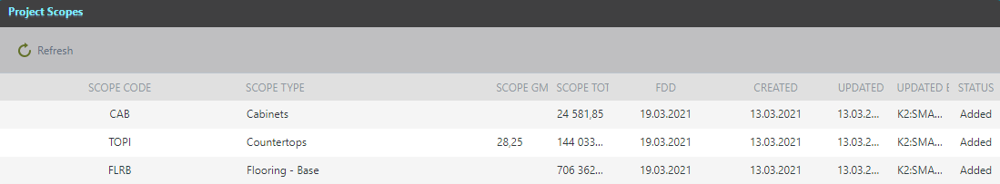 Project Scopes
Refresh
SCOPE CODE SCOPE TYPE SCOPE GM SCOPE TOT FDD CREATED UPDATED UPDATED E STATUS
CAB Cabinets 24 581,85 19.03.2021 13.03.2021 13.03.2... K2:SMA... Added
TOPI Countertops 28,25 144 033... 19.03.2021 13.03.2021 13.03.2... K2:SMA... Added
FLRB Flooring - Base 706 362... 19.03.2021 13.03.2021 13.03.2... K2:SMA... Added